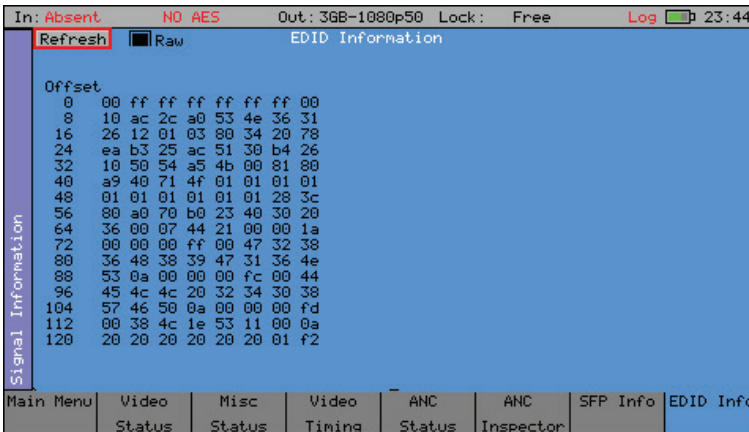 In: Absent NO AES Out: 3GB-1080p50 Lock: Free Log 23:44
Refresh Raw EDID Information
Offset
0 00 ff ff ff ff ff ff 00
8 10 ac 2c a0 53 4e 36 31
16 26 12 01 03 80 34 20 78
24 ea b3 25 ac 51 30 b4 26
32 10 50 54 a5 4b 00 81 80
40 a9 40 71 4f 01 01 01 01
48 01 01 01 01 01 01 28 3c
56 80 a0 70 b0 23 40 30 20
64 36 00 07 44 21 00 00 1a
72 00 00 00 ff 00 47 32 38
80 36 48 38 39 47 31 36 4e
88 53 0a 00 00 00 fc 00 44
96 45 4c 4c 20 32 34 30 38
104 57 46 50 0a 00 00 00 fd
112 00 38 4c 1e 53 11 00 0a
120 20 20 20 20 20 20 01 f2
Signal Information
Main Menu Video Misc Video ANC ANC SFP Info EDID Info
Status Status Timing Status Inspector